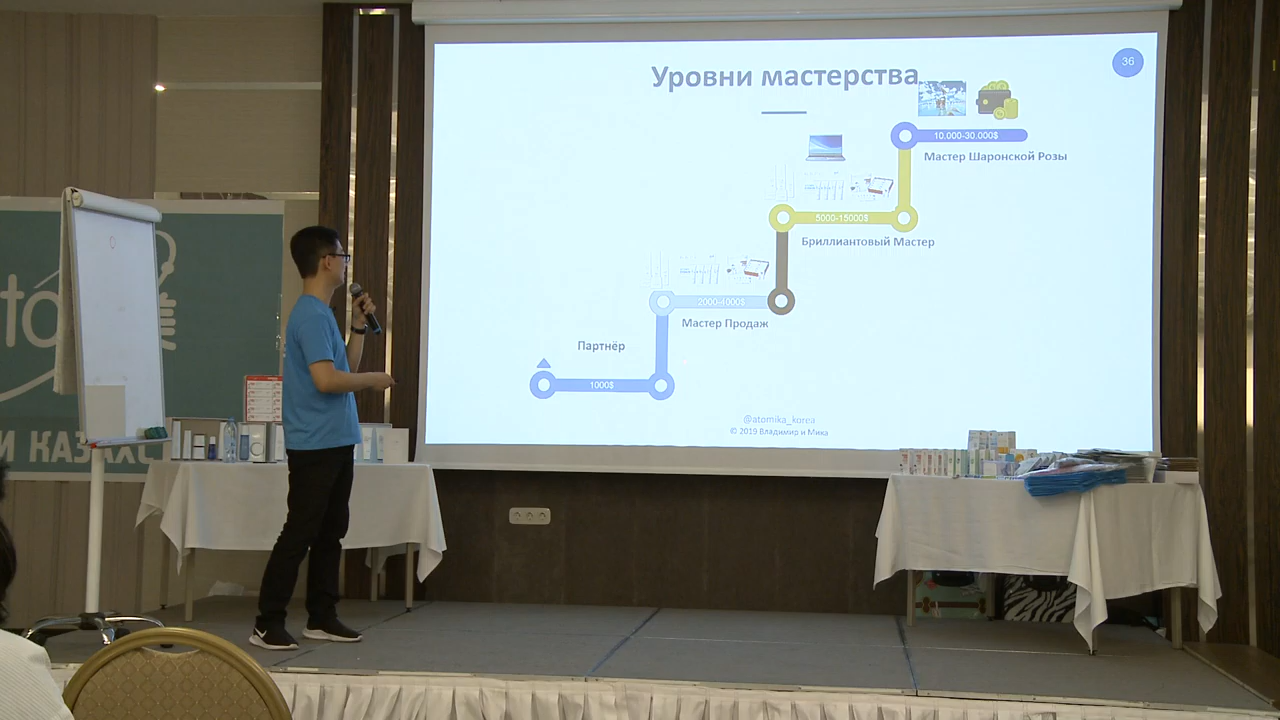 Уровни мастерства
36
10.000-30.000$
Мастер Шаронской Розы
5000-15000$
Бриллиантовый Мастер
2000-4000$
Мастер Продаж
Партнёр
1000$
@atomika_korea
© 2019 Владимир и Мика
И КАЗАХС